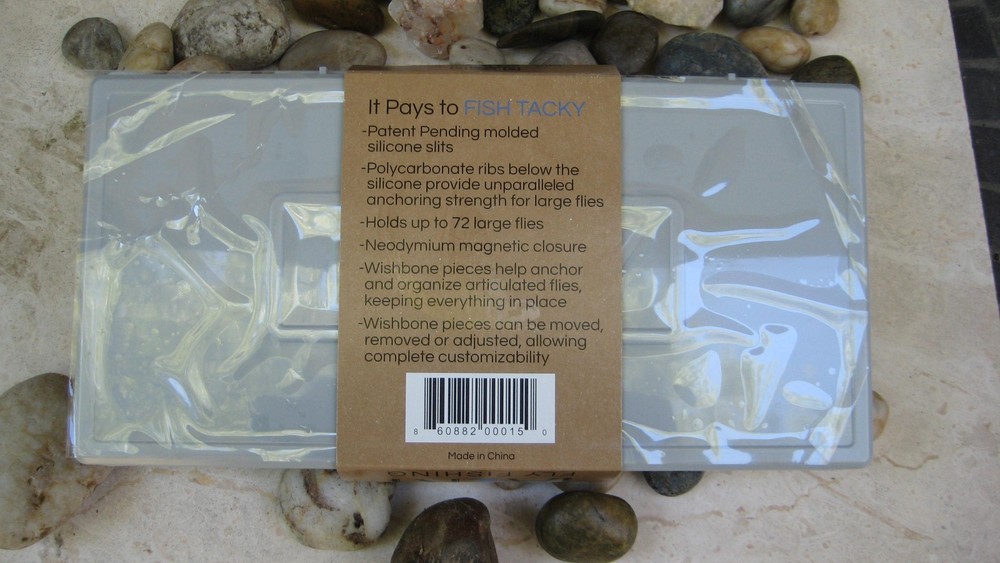 It Pays to FISH TACKY
-Patent Pending molded
silicone slits
-Polycarbonate ribs below the
silicone provide unparalleled
anchoring strength for large flies
-Holds up to 72 large flies
-Neodymium magnetic closure
-Wishbone pieces help anchor
and organize articulated flies,
keeping everything in place
-Wishbone pieces can be moved,
removed or adjusted, allowing
complete customizability
8 60882 00015 0
Made in China
FLY FISHING